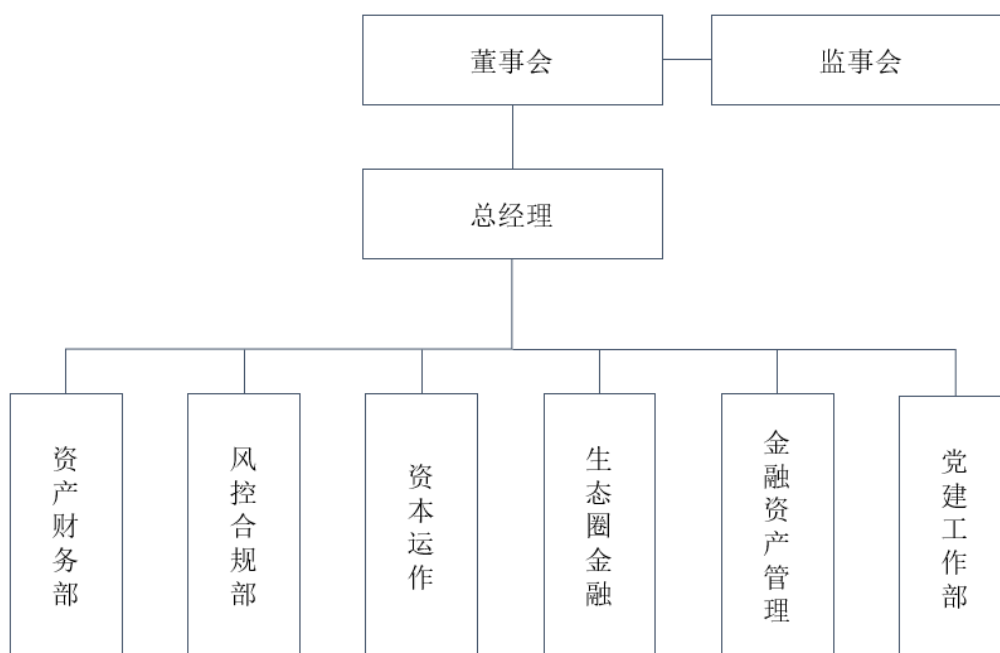 董事会
监事会
总经理
资产财务部
风控合规部
资本运作
生态圈金融
金融资产管理
党建工作部